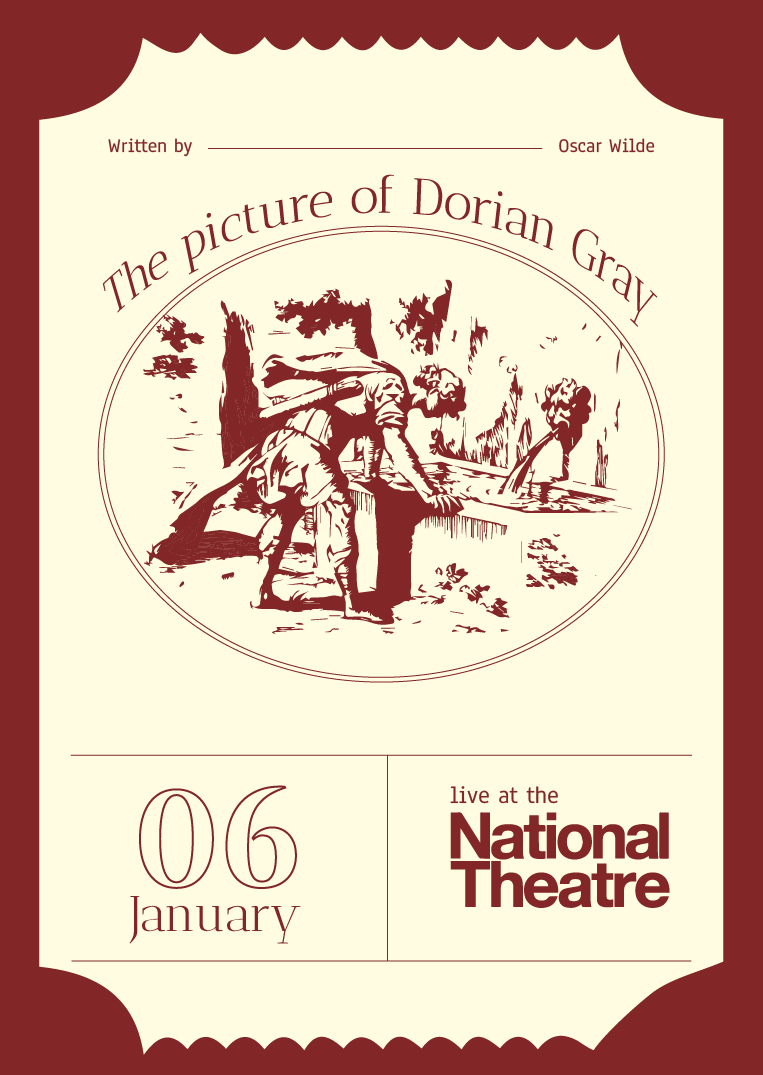 Written by Oscar Wilde
The picture of Dorian Gray
06
January
live at the
National
Theatre